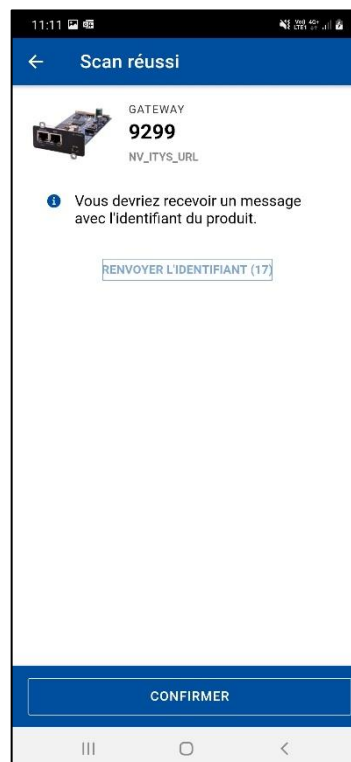 11:11
Scan réussi
GATEWAY
9299
NV_ITYS_URL
Vous devriez recevoir un message
avec l'identifiant du produit.
RENVOYER L'IDENTIFIANT (17)
CONFIRMER